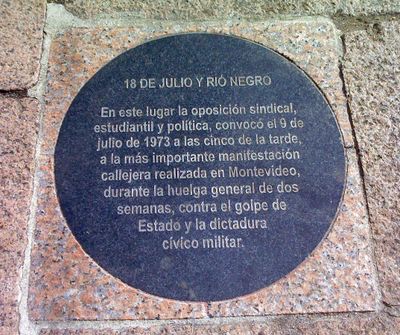 18 DE JULIO Y RIO NEGRO
En este lugar la oposición sindical,
estudiantil y política, convocó el 9 de
julio de 1973 a las cinco de la tarde,
a la más importante manifestación
callejera realizada en Montevideo,
durante la huelga general de dos
semanas, contra el golpe de
Estado y la dictadura
cívico militar.